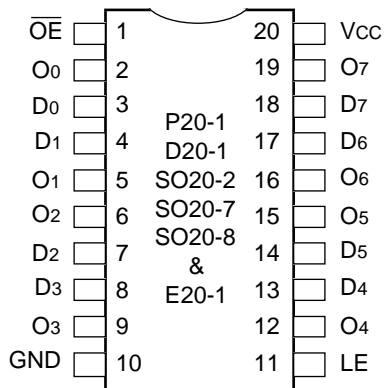 O̅E̅ 1 20 VCC
O0 2 19 O7
D0 3 18 D7
P20-1
D1 4 17 D6
D20-1
O1 5 SO20-2 16 O6
O2 6 SO20-7 15 O5
SO20-8
D2 7 14 D5
&
D3 8 13 D4
E20-1
O3 9 12 O4
GND 10 11 LE